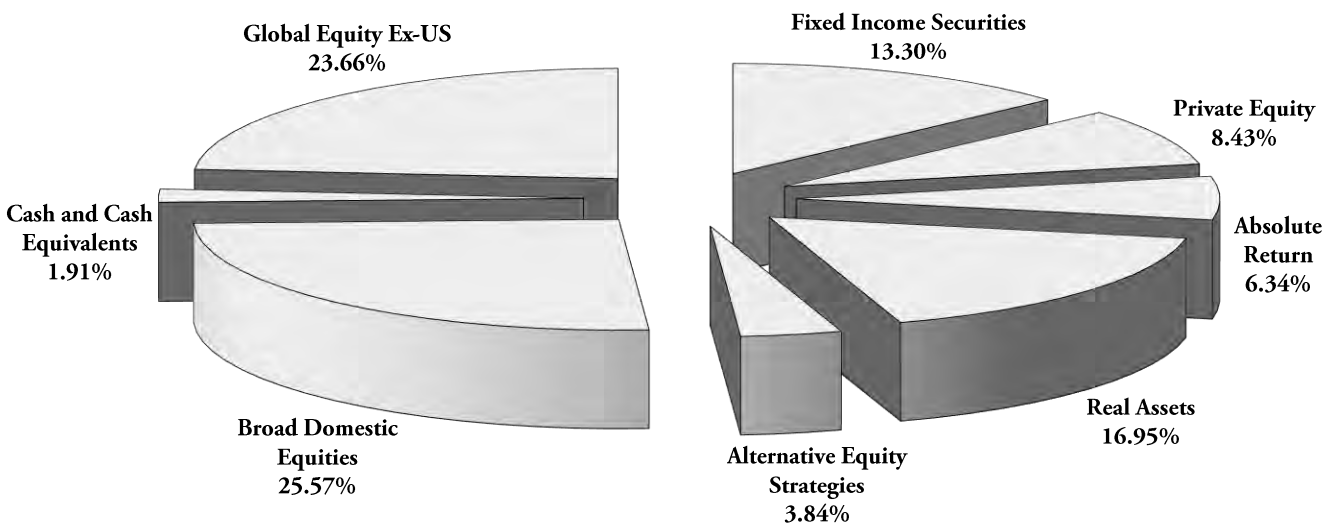 Global Equity Ex-US
23.66%
Fixed Income Securities
13.30%
Private Equity
8.43%
Cash and Cash
Equivalents
1.91%
Absolute
Return
6.34%
Real Assets
16.95%
Broad Domestic
Equities
25.57%
Alternative Equity
Strategies
3.84%